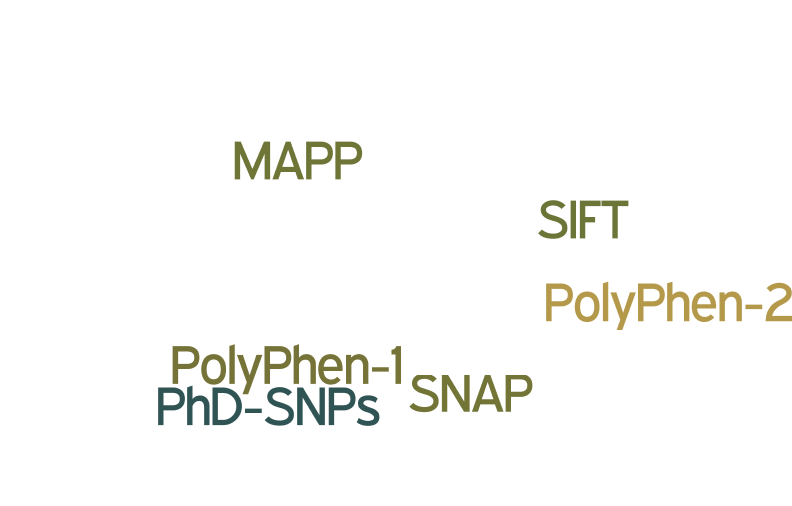 MAPP
SIFT
PolyPhen-2
PolyPhen-1
SNAP
PhD-SNPs